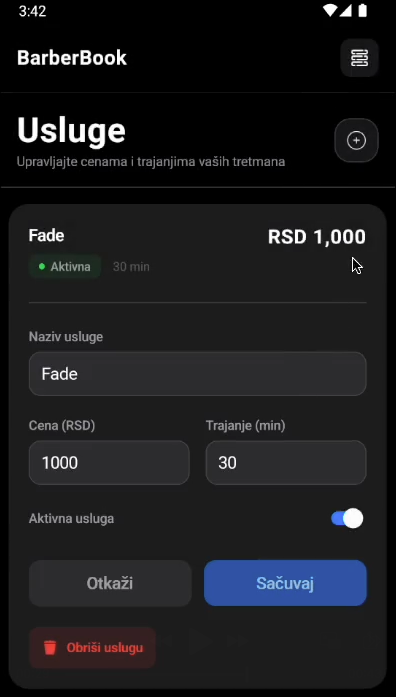 3:42
BarberBook
Usluge
Upravljajte cenama i trajanjima vaših tretmana
Fade
RSD 1,000
Aktivna
30 min
Naziv usluge
Fade
Cena (RSD)
Trajanje (min)
1000
30
Aktivna usluga
Otkaži
Sačuvaj
Obriši uslugu